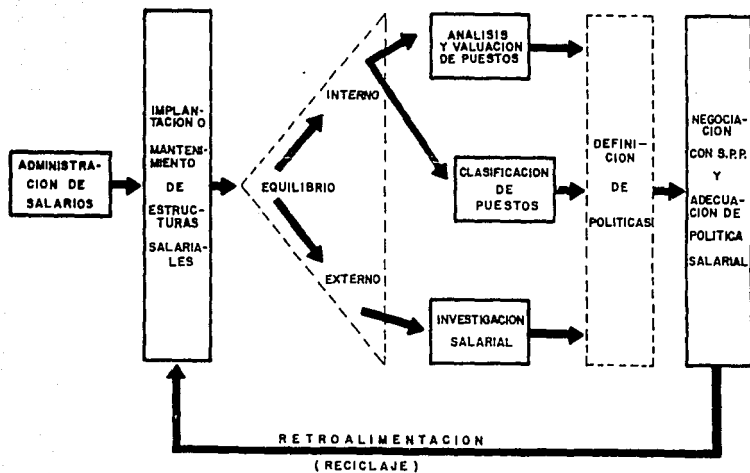 ADMINISTRA-
CION DE
SALARIOS
IMPLAN-
TACION O
MANTENI-
MIENTO
DE
ESTRUC-
TURAS
SALARIA-
LES
EQUILIBRIO
INTERNO
EXTERNO
ANALISIS
Y VALUACION
DE PUESTOS
CLASIFICACION
DE
PUESTOS
INVESTIGACION
SALARIAL
DEFINI-
CION
DE
POLITICAS
NEGOCIA-
CION
CON S.P.P.
Y
ADECUA-
CION DE
POLITICA
SALARIAL
RETROALIMENTACION
(RECICLAJE)